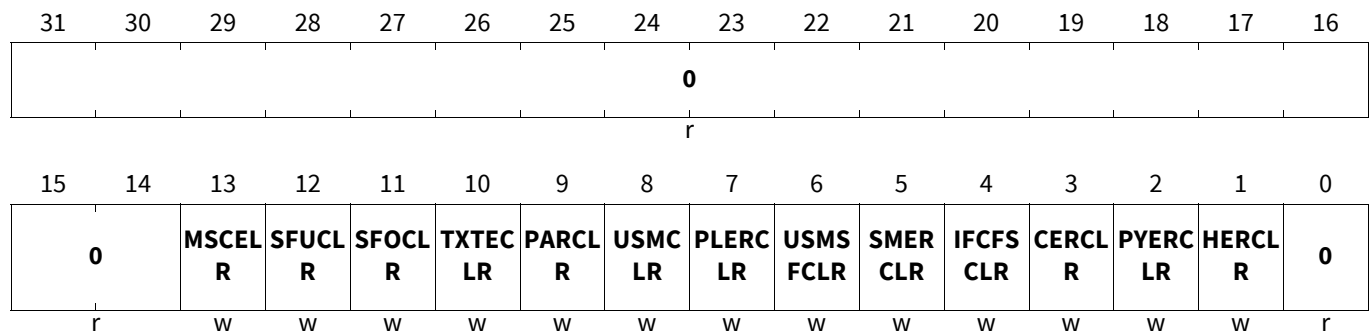 31 30 29 28 27 26 25 24 23 22 21 20 19 18 17 16
0
r
15 14 13 12 11 10 9 8 7 6 5 4 3 2 1 0
0 MSCEL SFUCL SFOCL TXTEC PARCL USMC PLERC USMS SMER IFCFS CERCL PYERC HERCL 0
R R R LR R LR LR FCLR CLR CLR R LR R
r w w w w w w w w w w w w w r